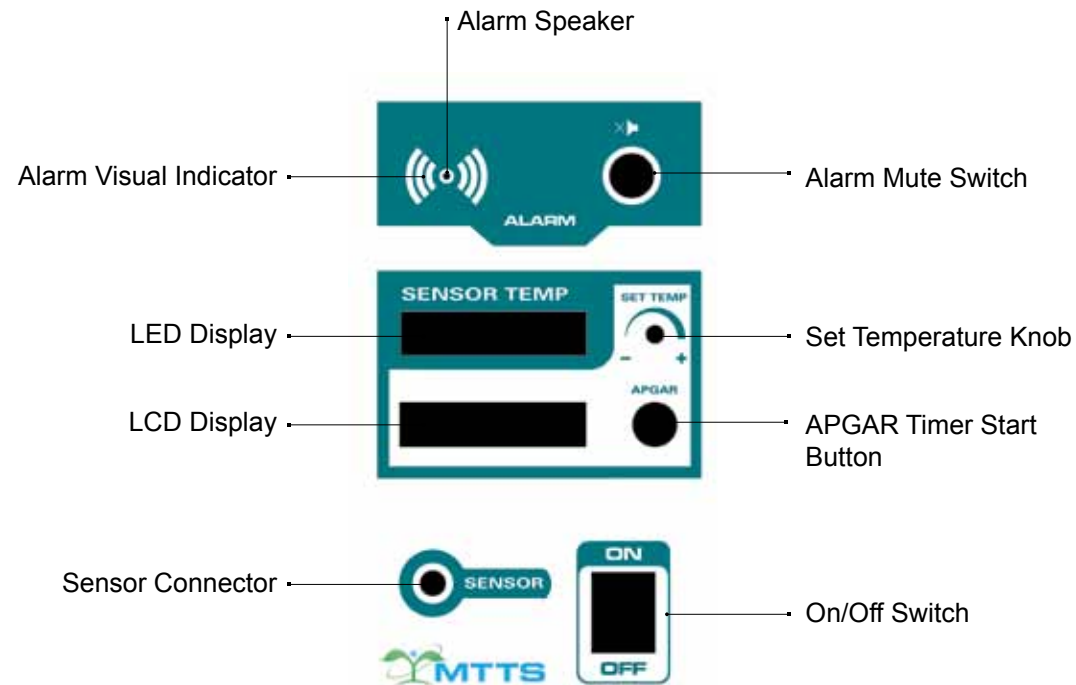 Alarm Speaker
Alarm Visual Indicator
Alarm Mute Switch
ALARM
SENSOR TEMP
SET TEMP
LED Display
Set Temperature Knob
- +
APGAR
LCD Display
APGAR Timer Start
Button
ON
Sensor Connector
SENSOR
On/Off Switch
MTTS
OFF